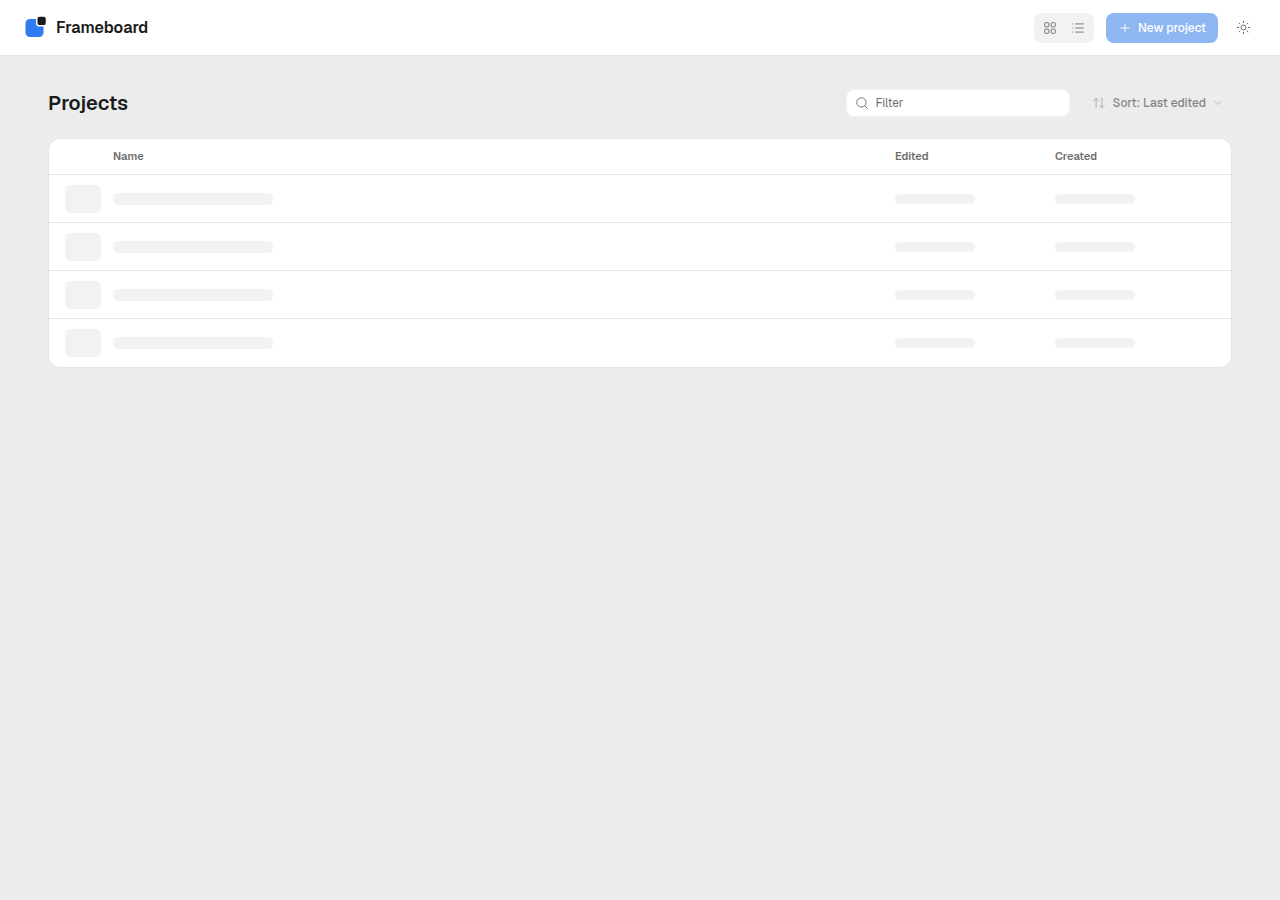 Frameboard
New project
Projects
Filter
Sort: Last edited
Name Edited Created